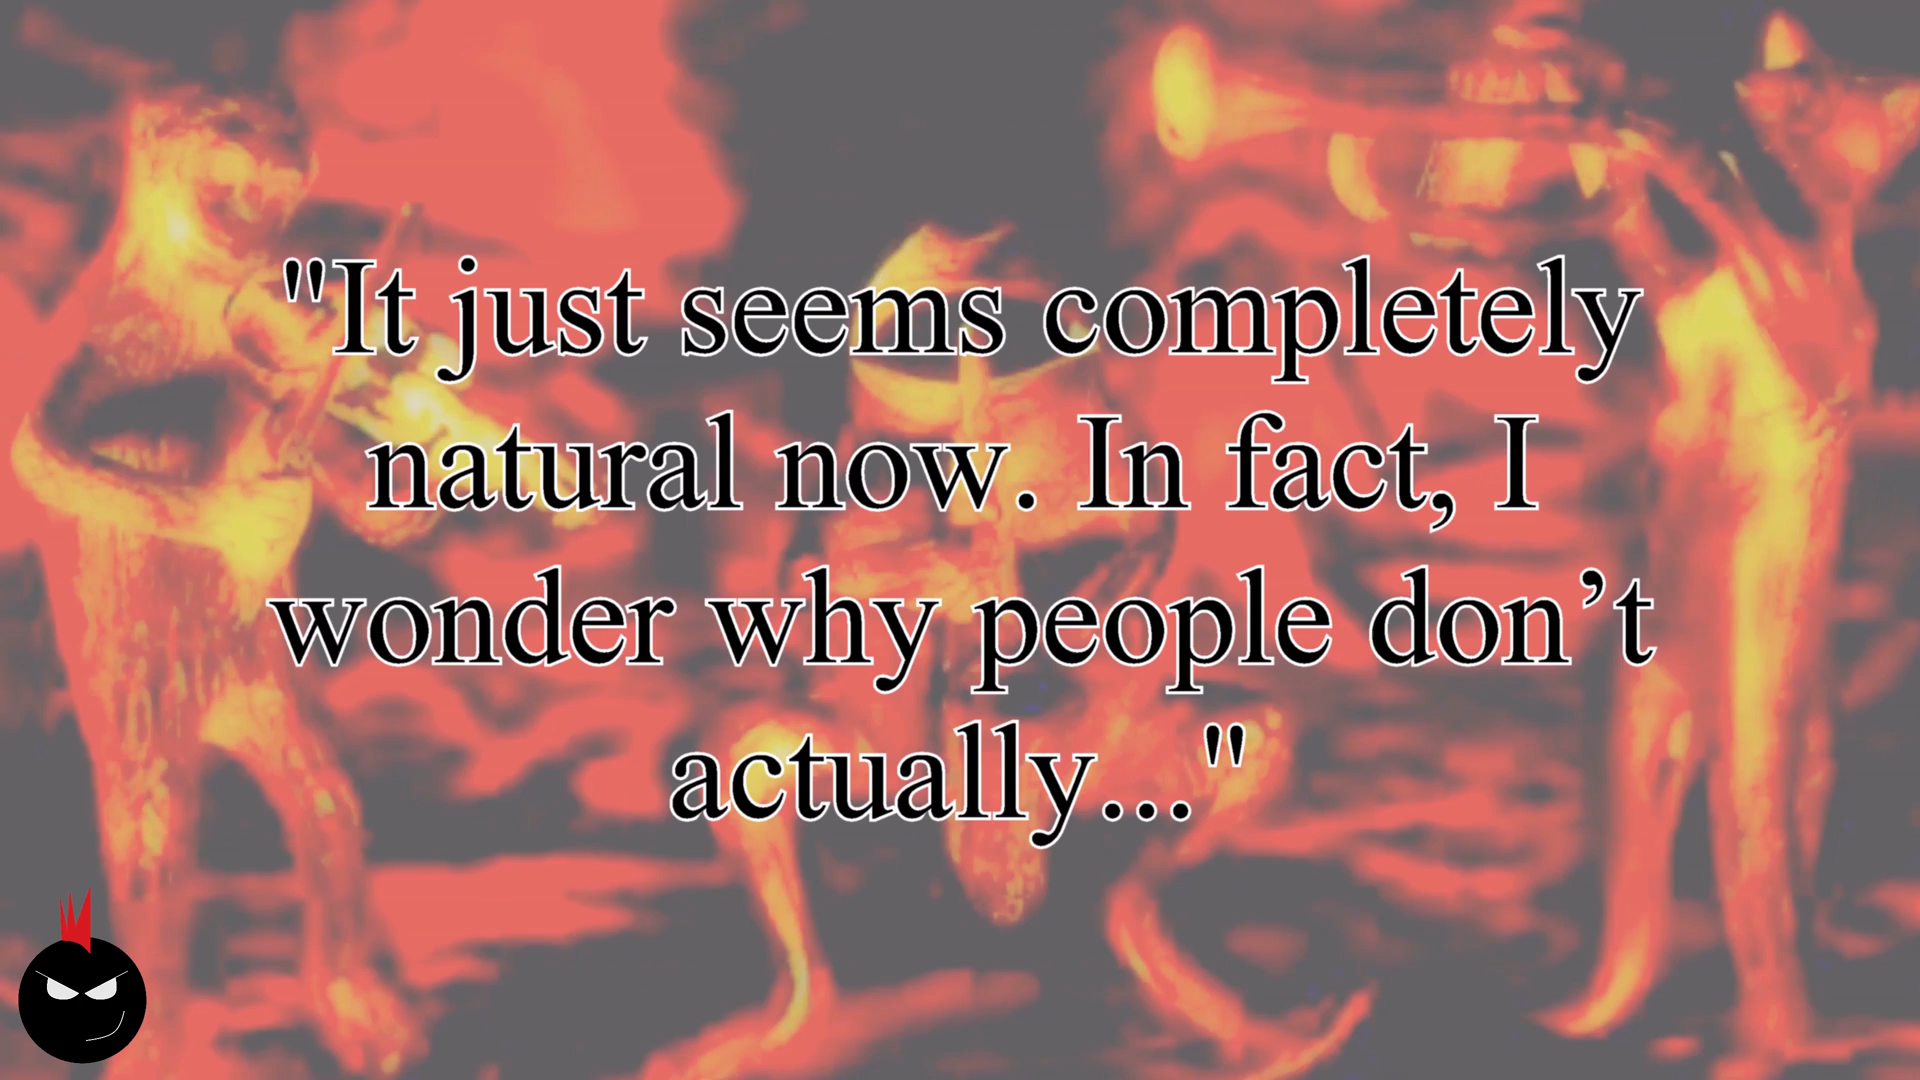 "It just seems completely
natural now. In fact, I
wonder why people don’t
actually..."